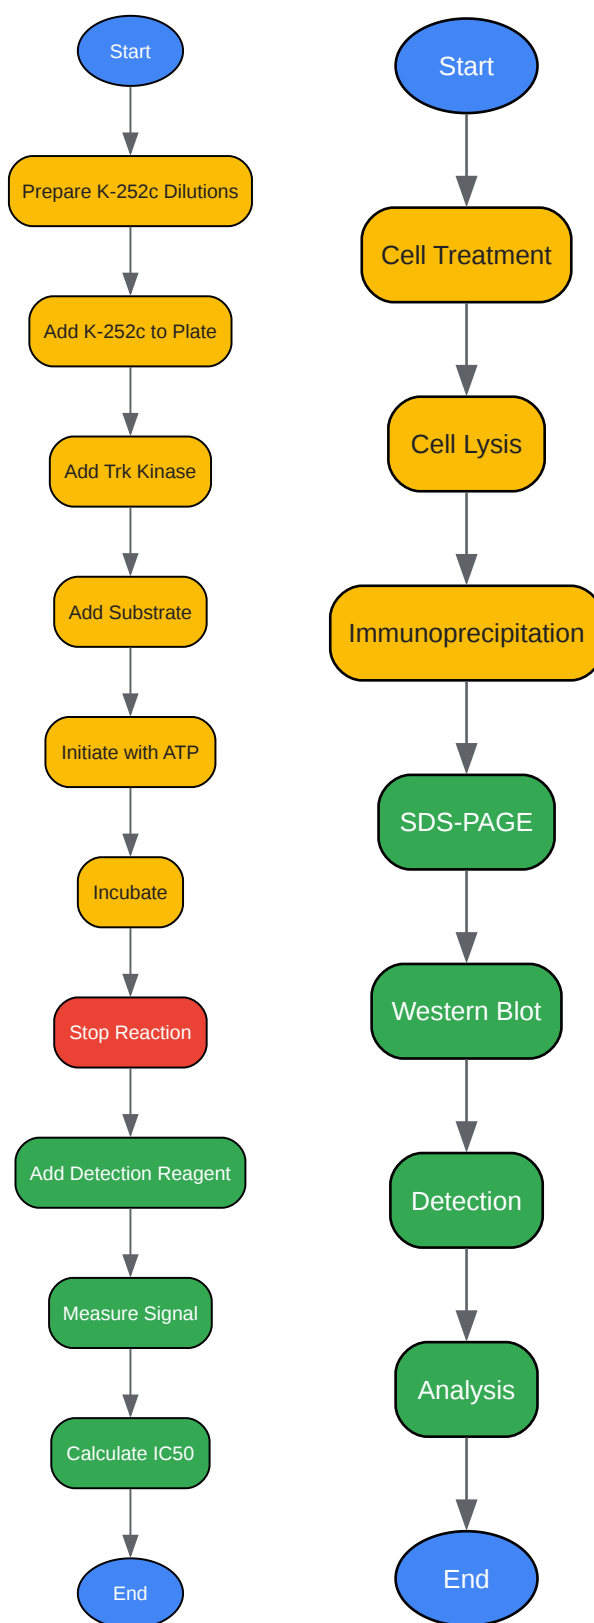 Start
Prepare K-252c Dilutions
Add K-252c to Plate
Add Trk Kinase
Add Substrate
Initiate with ATP
Incubate
Stop Reaction
Add Detection Reagent
Measure Signal
Calculate IC50
End
Start
Cell Treatment
Cell Lysis
Immunoprecipitation
SDS-PAGE
Western Blot
Detection
Analysis
End